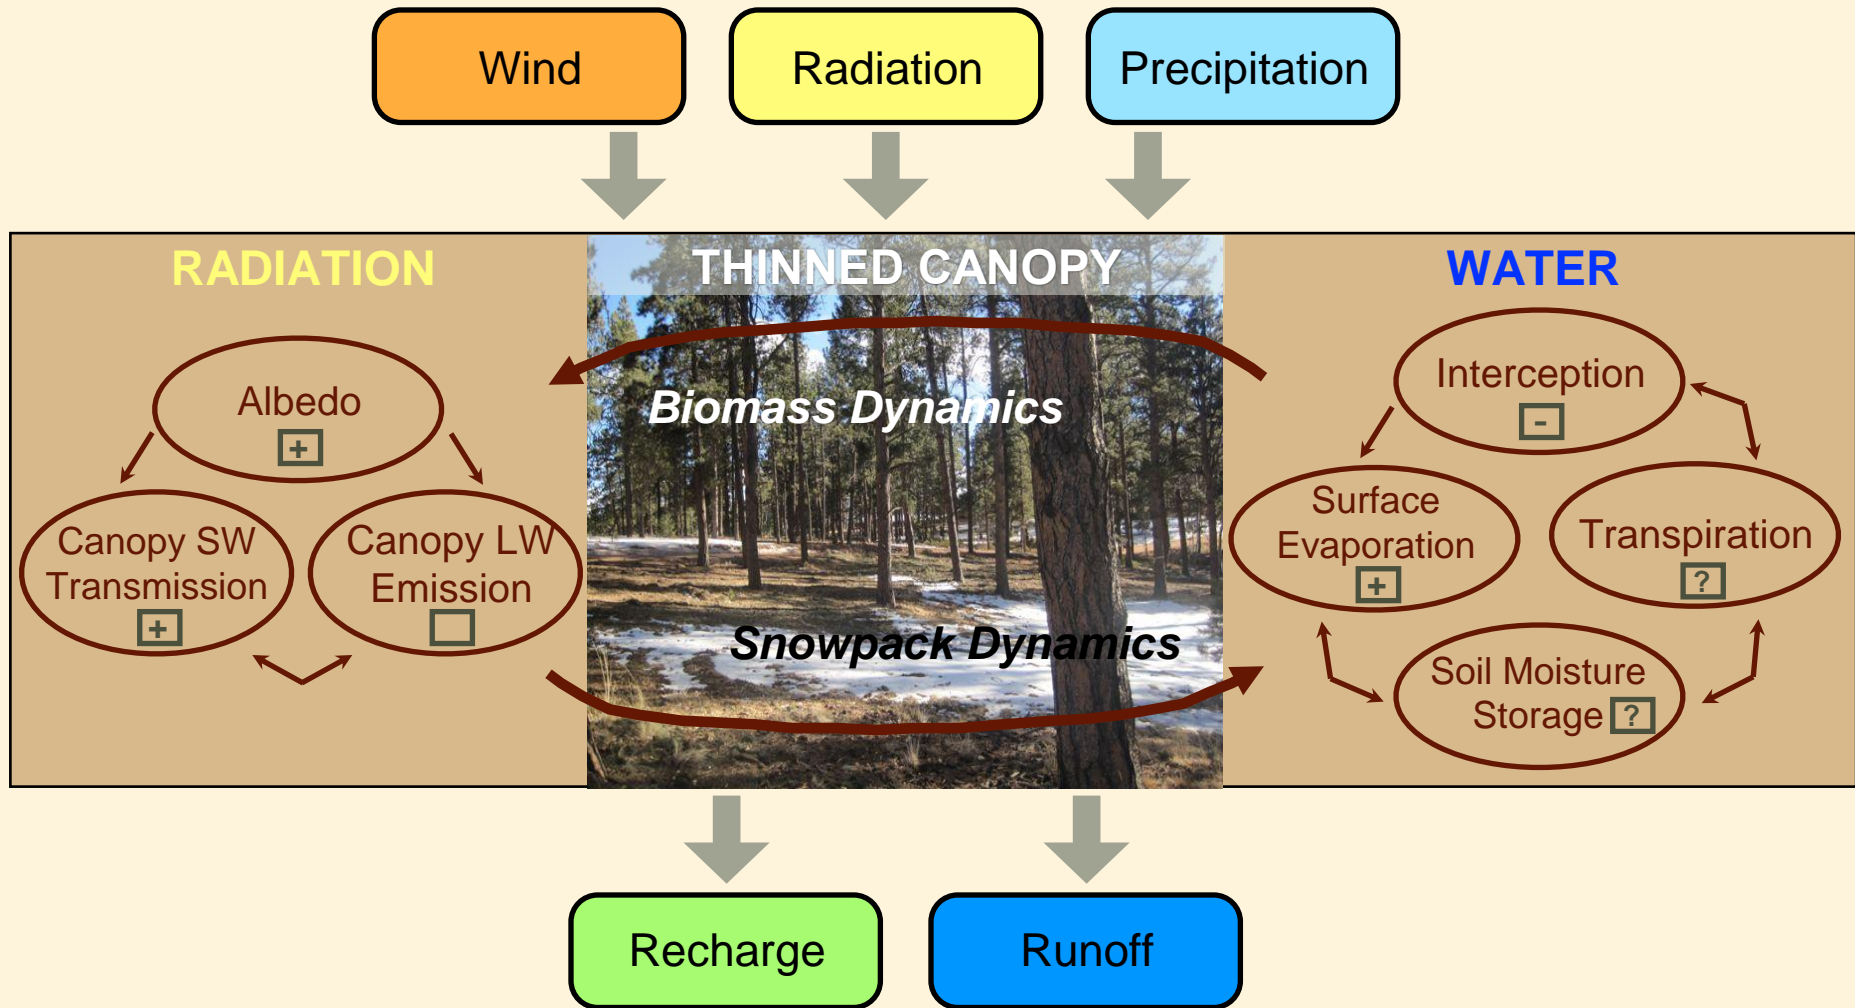 Wind
Radiation
Precipitation
RADIATION
THINNED CANOPY
WATER
Albedo
+
Canopy SW
Transmission
+
Canopy LW
Emission
Biomass Dynamics
Snowpack Dynamics
Interception
-
Surface
Evaporation
+
Transpiration
?
Soil Moisture
Storage ?
Recharge
Runoff